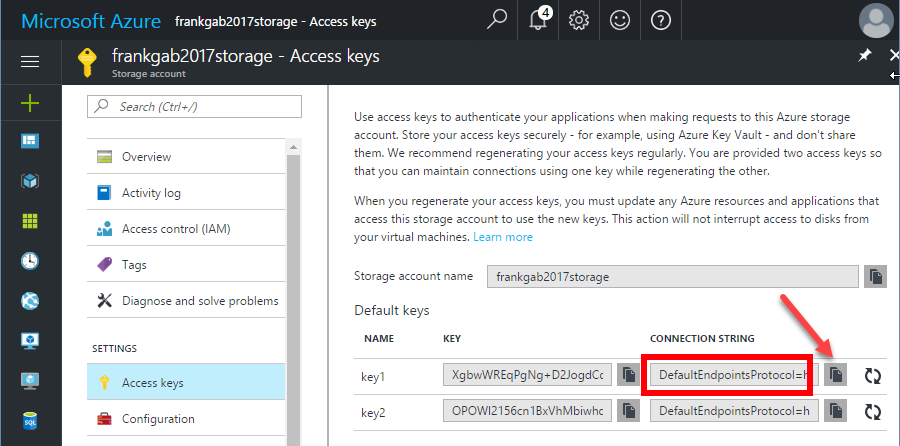 Microsoft Azure frankgab2017storage - Access keys
4
frankgab2017storage - Access keys
Storage account
Search (Ctrl+/)
Overview
Activity log
Access control (IAM)
Tags
Diagnose and solve problems
SETTINGS
Access keys
Configuration
Use access keys to authenticate your applications when making requests to this Azure storage
account. Store your access keys securely - for example, using Azure Key Vault - and don't share
them. We recommend regenerating your access keys regularly. You are provided two access keys so
that you can maintain connections using one key while regenerating the other.
When you regenerate your access keys, you must update any Azure resources and applications that
access this storage account to use the new keys. This action will not interrupt access to disks from
your virtual machines. Learn more
Storage account name frankgab2017storage
Default keys
NAME KEY CONNECTION STRING
key1 XgbwWREqPgNg+D2JogdCc DefaultEndpointsProtocol=h
key2 OPOWI2156cn1BxVhMbiwhc DefaultEndpointsProtocol=h
SQL